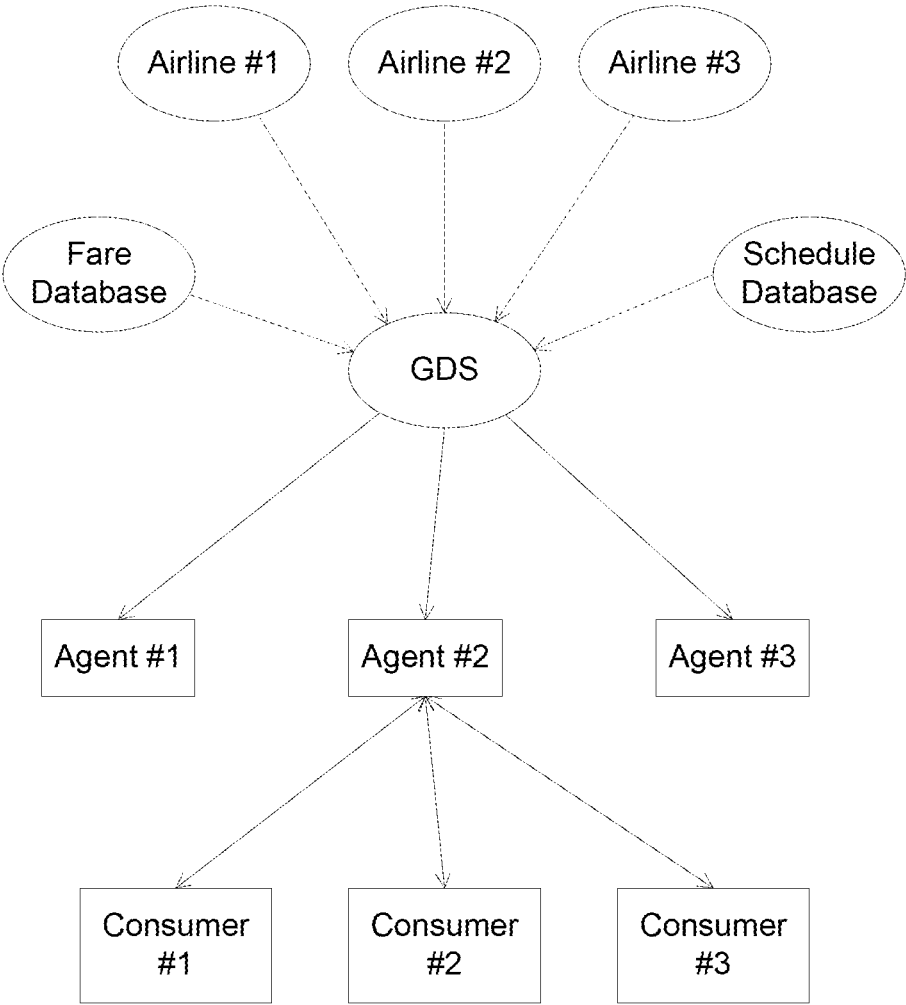 Airline #1
Airline #2
Airline #3
Fare
Database
Schedule
Database
GDS
Agent #1
Agent #2
Agent #3
Consumer
#1
Consumer
#2
Consumer
#3